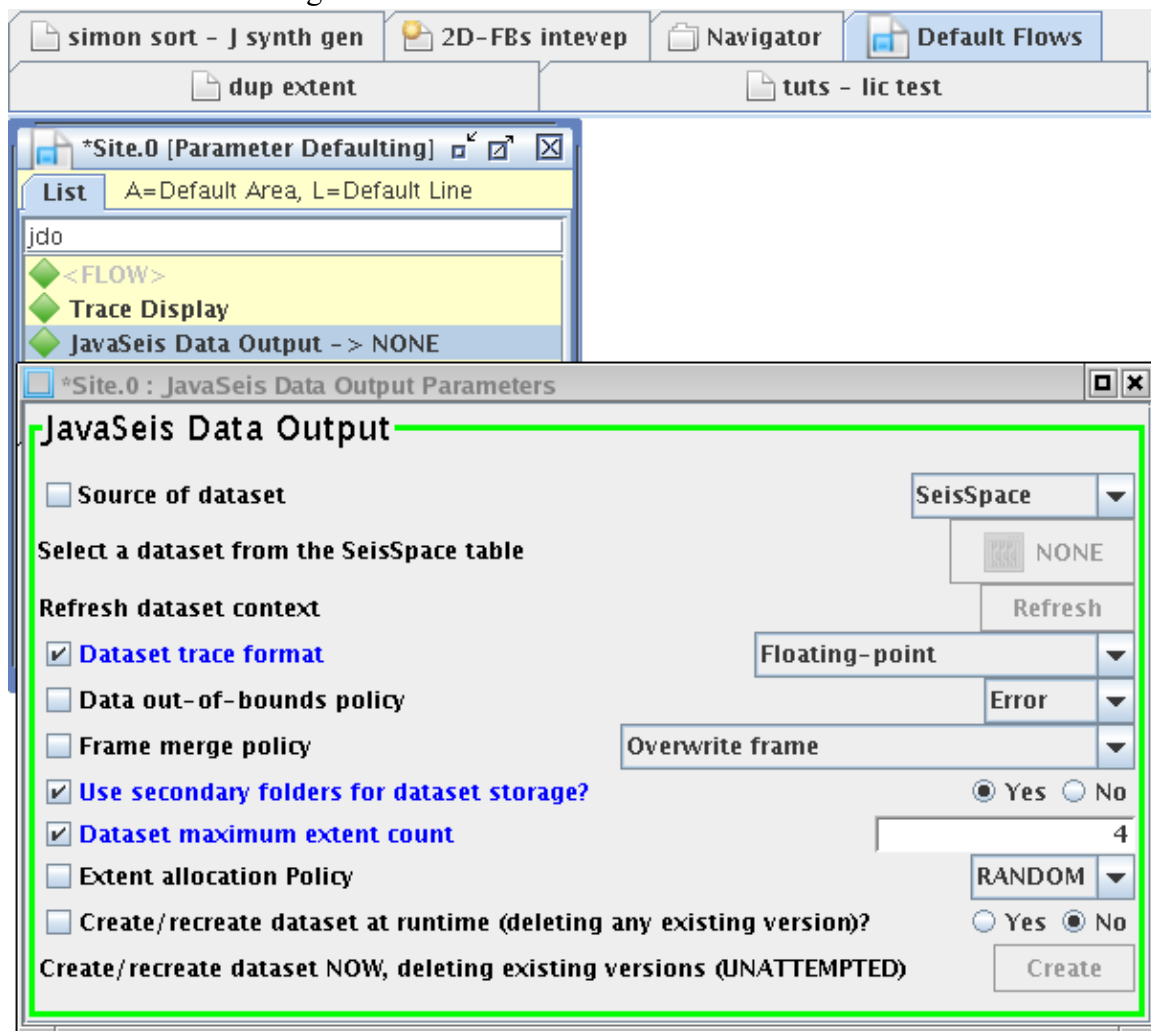 simon sort - J synth gen 2D-FBs intevep Navigator Default Flows
dup extent tuts - lic test
*Site.0 [Parameter Defaulting]
List A=Default Area, L=Default Line
jdo
<FLOW>
Trace Display
JavaSeis Data Output -> NONE
*Site.0 : JavaSeis Data Output Parameters
JavaSeis Data Output
Source of dataset SeisSpace
Select a dataset from the SeisSpace table NONE
Refresh dataset context Refresh
Dataset trace format Floating-point
Data out-of-bounds policy Error
Frame merge policy Overwrite frame
Use secondary folders for dataset storage? Yes No
Dataset maximum extent count 4
Extent allocation Policy RANDOM
Create/recreate dataset at runtime (deleting any existing version)? Yes No
Create/recreate dataset NOW, deleting existing versions (UNATTEMPTED) Create